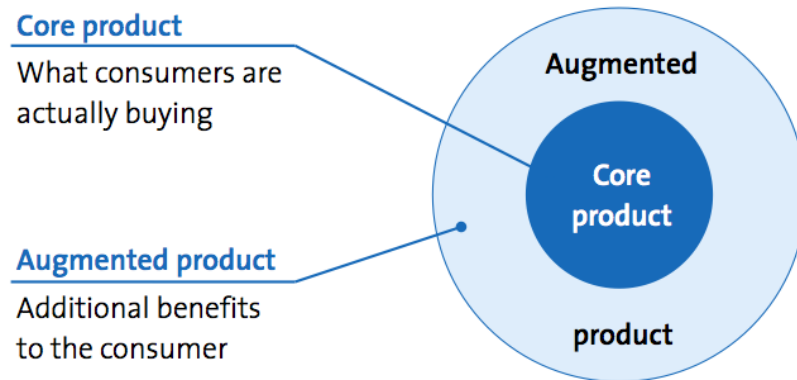 Core product
What consumers are
actually buying
Augmented product
Additional benefits
to the consumer
Augmented
Core
product
product